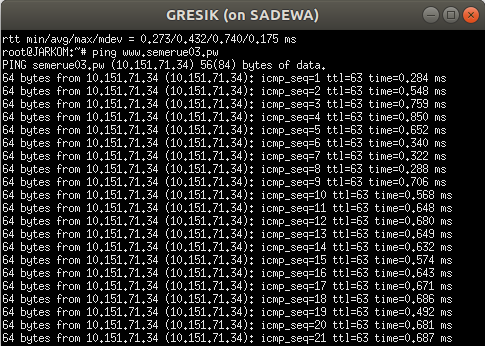 GRESIK (on SADEWA)
rtt min/avg/max/mdev = 0.273/0.432/0.740/0.175 ms
root@JARKOM:~# ping www.semerue03.pw
PING semerue03.pw (10.151.71.34) 56(84) bytes of data.
64 bytes from 10.151.71.34 (10.151.71.34): icmp_seq=1 ttl=63 time=0.284 ms
64 bytes from 10.151.71.34 (10.151.71.34): icmp_seq=2 ttl=63 time=0.548 ms
64 bytes from 10.151.71.34 (10.151.71.34): icmp_seq=3 ttl=63 time=0.759 ms
64 bytes from 10.151.71.34 (10.151.71.34): icmp_seq=4 ttl=63 time=0.850 ms
64 bytes from 10.151.71.34 (10.151.71.34): icmp_seq=5 ttl=63 time=0.652 ms
64 bytes from 10.151.71.34 (10.151.71.34): icmp_seq=6 ttl=63 time=0.340 ms
64 bytes from 10.151.71.34 (10.151.71.34): icmp_seq=7 ttl=63 time=0.322 ms
64 bytes from 10.151.71.34 (10.151.71.34): icmp_seq=8 ttl=63 time=0.288 ms
64 bytes from 10.151.71.34 (10.151.71.34): icmp_seq=9 ttl=63 time=0.706 ms
64 bytes from 10.151.71.34 (10.151.71.34): icmp_seq=10 ttl=63 time=0.568 ms
64 bytes from 10.151.71.34 (10.151.71.34): icmp_seq=11 ttl=63 time=0.648 ms
64 bytes from 10.151.71.34 (10.151.71.34): icmp_seq=12 ttl=63 time=0.680 ms
64 bytes from 10.151.71.34 (10.151.71.34): icmp_seq=13 ttl=63 time=0.649 ms
64 bytes from 10.151.71.34 (10.151.71.34): icmp_seq=14 ttl=63 time=0.632 ms
64 bytes from 10.151.71.34 (10.151.71.34): icmp_seq=15 ttl=63 time=0.574 ms
64 bytes from 10.151.71.34 (10.151.71.34): icmp_seq=16 ttl=63 time=0.643 ms
64 bytes from 10.151.71.34 (10.151.71.34): icmp_seq=17 ttl=63 time=0.671 ms
64 bytes from 10.151.71.34 (10.151.71.34): icmp_seq=18 ttl=63 time=0.686 ms
64 bytes from 10.151.71.34 (10.151.71.34): icmp_seq=19 ttl=63 time=0.492 ms
64 bytes from 10.151.71.34 (10.151.71.34): icmp_seq=20 ttl=63 time=0.681 ms
64 bytes from 10.151.71.34 (10.151.71.34): icmp_seq=21 ttl=63 time=0.687 ms